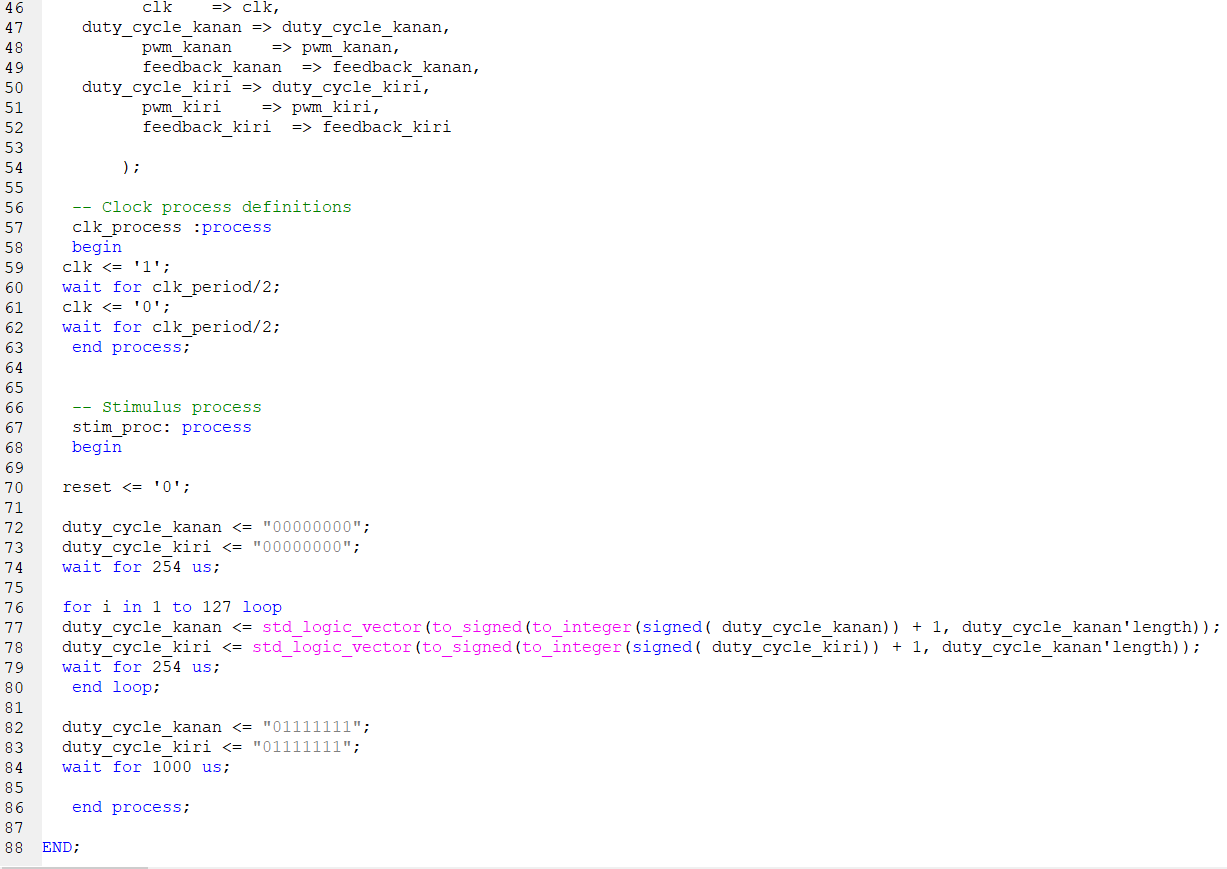 46 clk => clk,
47 duty_cycle_kanan => duty_cycle_kanan,
48 pwm_kanan => pwm_kanan,
49 feedback_kanan => feedback_kanan,
50 duty_cycle_kiri => duty_cycle_kiri,
51 pwm_kiri => pwm_kiri,
52 feedback_kiri => feedback_kiri
53
54 );
55
56 -- Clock process definitions
57 clk_process :process
58 begin
59 clk <= '1';
60 wait for clk_period/2;
61 clk <= '0';
62 wait for clk_period/2;
63 end process;
64
65
66 -- Stimulus process
67 stim_proc: process
68 begin
69
70 reset <= '0';
71
72 duty_cycle_kanan <= "00000000";
73 duty_cycle_kiri <= "00000000";
74 wait for 254 us;
75
76 for i in 1 to 127 loop
77 duty_cycle_kanan <= std_logic_vector(to_signed(to_integer(signed( duty_cycle_kanan)) + 1, duty_cycle_kanan'length));
78 duty_cycle_kiri <= std_logic_vector(to_signed(to_integer(signed( duty_cycle_kiri)) + 1, duty_cycle_kanan'length));
79 wait for 254 us;
80 end loop;
81
82 duty_cycle_kanan <= "01111111";
83 duty_cycle_kiri <= "01111111";
84 wait for 1000 us;
85
86 end process;
87
88 END;